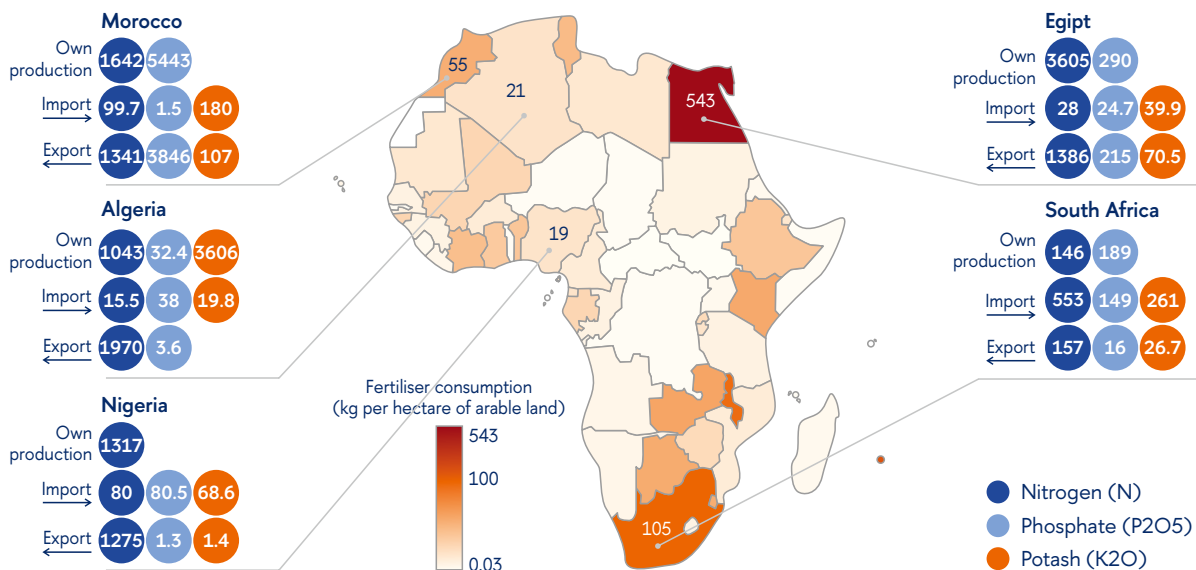 Morocco
Own production 1642 5443
Import 99.7 1.5 180
Export 1341 3846 107
Algeria
Own production 1043 32.4 3606
Import 15.5 38 19.8
Export 1970 3.6
Nigeria
Own production 1317
Import 80 80.5 68.6
Export 1275 1.3 1.4
55
21
543
19
105
Fertiliser consumption
(kg per hectare of arable land)
543
100
0.03
Egipt
Own production 3605 290
Import 28 24.7 39.9
Export 1386 215 70.5
South Africa
Own production 146 189
Import 553 149 261
Export 157 16 26.7
Nitrogen (N)
Phosphate (P2O5)
Potash (K2O)